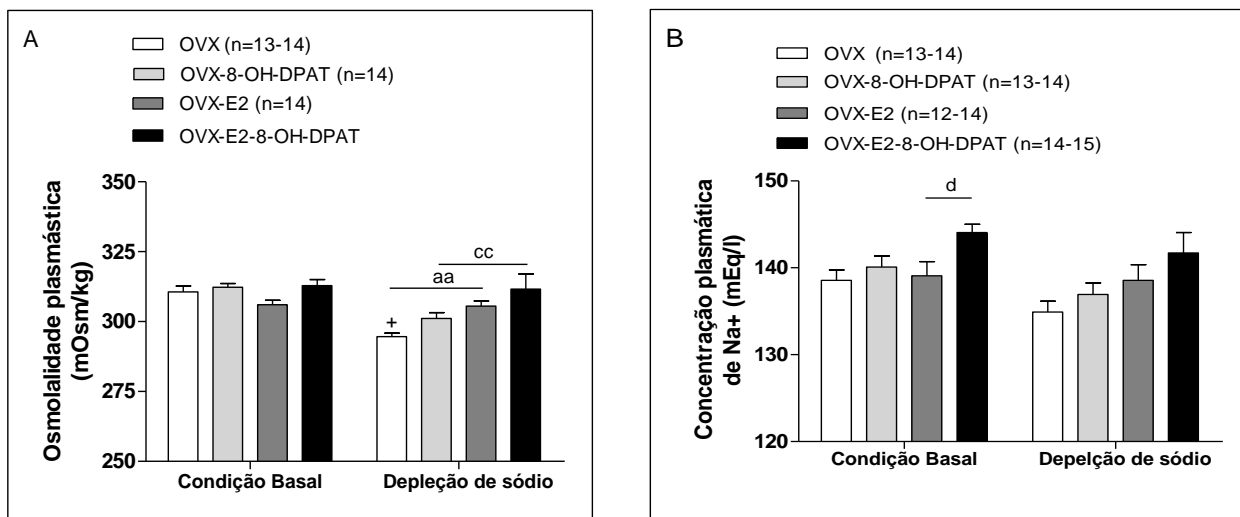 A
OVX (n=13-14)
OVX-8-OH-DPAT (n=14)
OVX-E2 (n=14)
OVX-E2-8-OH-DPAT
Osmolalidade plasmástica
(mOsm/kg)
350
325
300
275
250
+
aa
cc
Condição Basal
Depleção de sódio
B
OVX (n=13-14)
OVX-8-OH-DPAT (n=13-14)
OVX-E2 (n=12-14)
OVX-E2-8-OH-DPAT (n=14-15)
Concentração plasmática
de Na+ (mEq/l)
150
140
130
120
d
Condição Basal
Depelção de sódio